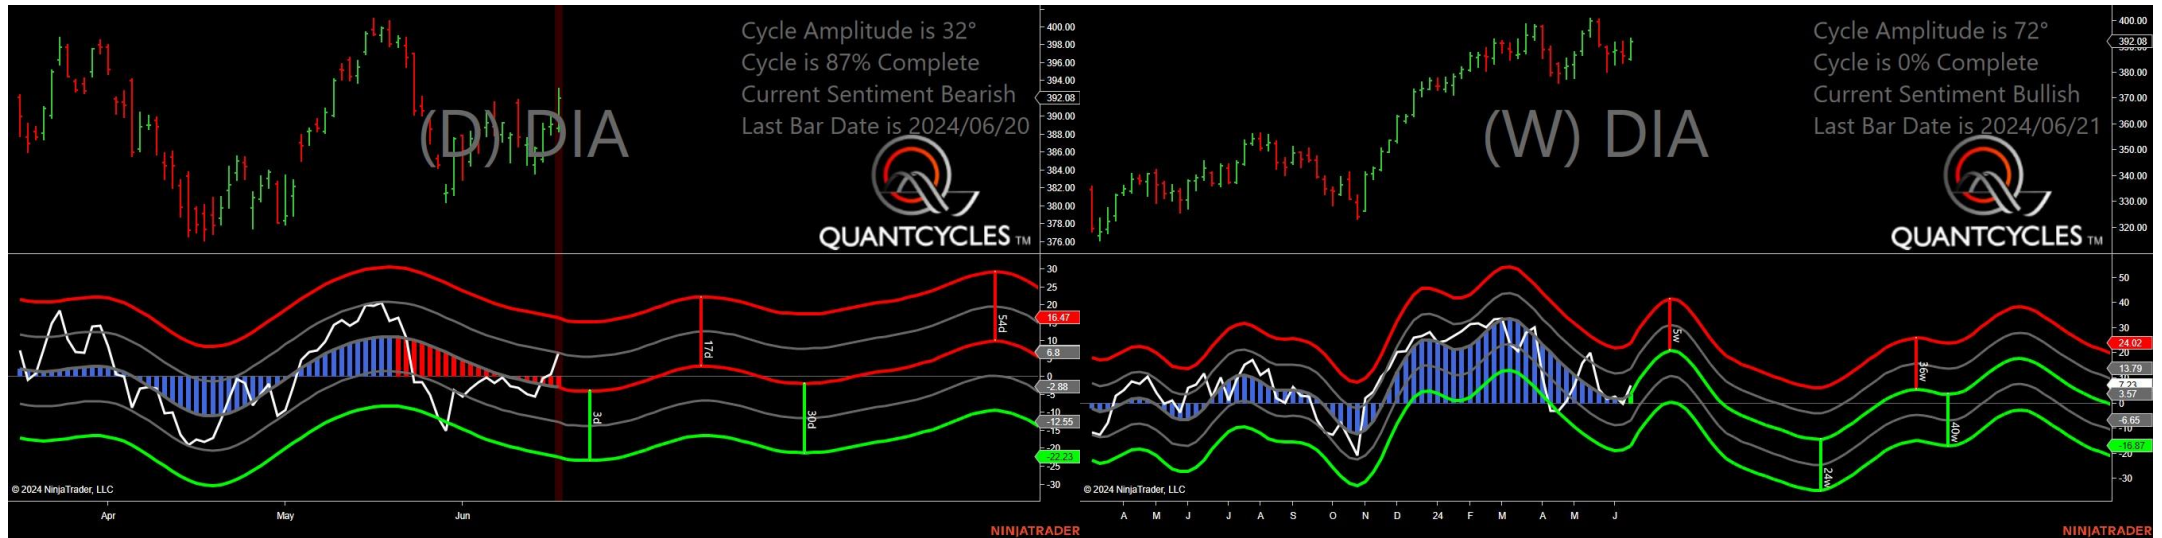 Cycle Amplitude is 32°
Cycle is 87% Complete
Current Sentiment Bearish
Last Bar Date is 2024/06/20
(D) DIA
QUANTCYCLES TM
400.00
398.00
396.00
394.00
392.08
390.00
388.00
386.00
384.00
382.00
380.00
378.00
376.00
30
25
20
16.47
10
6.8
0
-2.88
-5
-10
-12.55
-15
-20
-22.23
-25
-30
3d
17d
30d
54d
© 2024 NinjaTrader, LLC
Apr May Jun
NINJATRADER
Cycle Amplitude is 72°
Cycle is 0% Complete
Current Sentiment Bullish
Last Bar Date is 2024/06/21
(W) DIA
QUANTCYCLES TM
400.00
392.08
380.00
370.00
360.00
350.00
340.00
330.00
320.00
50
40
30
24.02
20
13.79
7.23
3.57
0
-6.65
-10
-16.87
-20
-30
5w
24w
36w
40w
© 2024 NinjaTrader, LLC
A M J J A S O N D 24 F M A M J
NINJATRADER